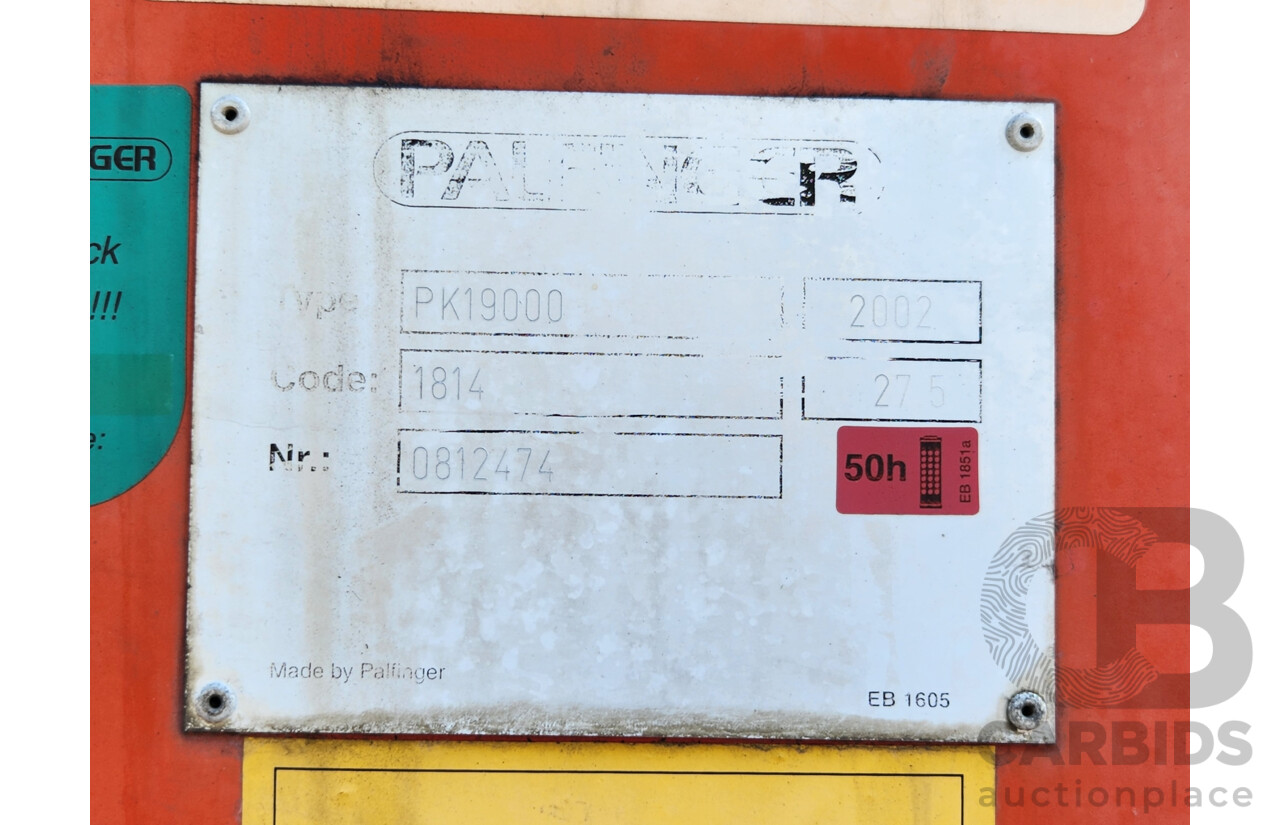 GER
ck
!!!
e:
PALFINGER
Type PK19000 2002
Code: 1814 27 5
Nr.: 0812474
50h EB 1851a
Made by Palfinger
EB 1605
CB
CARBIDS
auctionplace